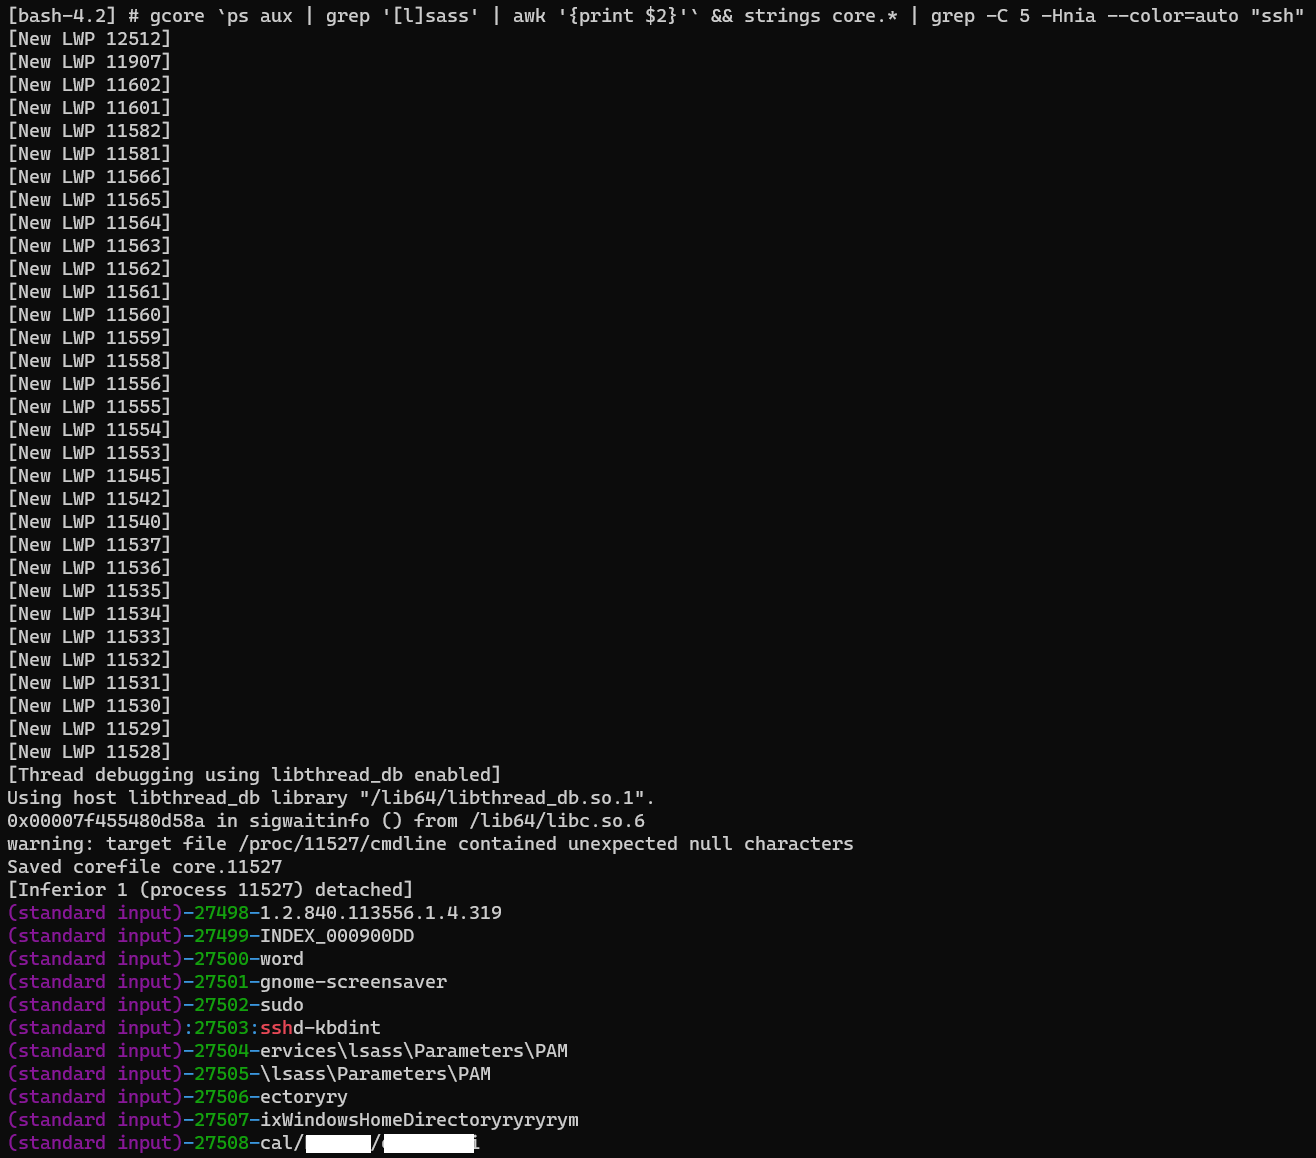 [bash-4.2] # gcore `ps aux | grep '[l]sass' | awk '{print $2}'` && strings core.* | grep -C 5 -Hnia --color=auto "ssh"
[New LWP 12512]
[New LWP 11907]
[New LWP 11602]
[New LWP 11601]
[New LWP 11582]
[New LWP 11581]
[New LWP 11566]
[New LWP 11565]
[New LWP 11564]
[New LWP 11563]
[New LWP 11562]
[New LWP 11561]
[New LWP 11560]
[New LWP 11559]
[New LWP 11558]
[New LWP 11556]
[New LWP 11555]
[New LWP 11554]
[New LWP 11553]
[New LWP 11545]
[New LWP 11542]
[New LWP 11540]
[New LWP 11537]
[New LWP 11536]
[New LWP 11535]
[New LWP 11534]
[New LWP 11533]
[New LWP 11532]
[New LWP 11531]
[New LWP 11530]
[New LWP 11529]
[New LWP 11528]
[Thread debugging using libthread_db enabled]
Using host libthread_db library "/lib64/libthread_db.so.1".
0x00007f455480d58a in sigwaitinfo () from /lib64/libc.so.6
warning: target file /proc/11527/cmdline contained unexpected null characters
Saved corefile core.11527
[Inferior 1 (process 11527) detached]
(standard input)-27498-1.2.840.113556.1.4.319
(standard input)-27499-INDEX_000900DD
(standard input)-27500-word
(standard input)-27501-gnome-screensaver
(standard input)-27502-sudo
(standard input):27503:sshd-kbdint
(standard input)-27504-ervices\lsass\Parameters\PAM
(standard input)-27505-\lsass\Parameters\PAM
(standard input)-27506-ectoryry
(standard input)-27507-ixWindowsHomeDirectoryryryrym
(standard input)-27508-cal/